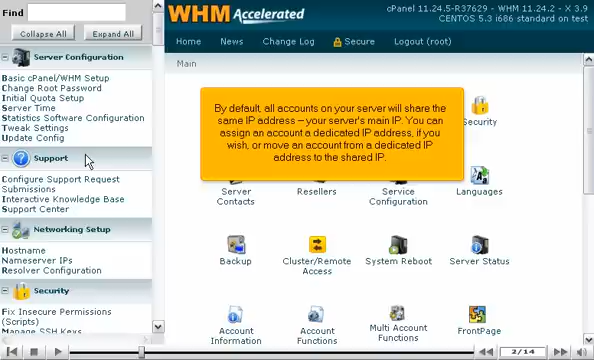 Find
Collapse All
Expand All
Server Configuration
Basic cPanel/WHM Setup
Change Root Password
Initial Quota Setup
Server Time
Statistics Software Configuration
Tweak Settings
Update Config
Support
Configure Support Request
Submissions
Interactive Knowledge Base
Support Center
Networking Setup
Hostname
Nameserver IPs
Resolver Configuration
Security
Fix Insecure Permissions
(Scripts)
Manage SSH Keys
WHM Accelerated
cPanel 11.24.5-R37629 - WHM 11.24.2 - X 3.9
CENTOS 5.3 i686 standard on test
Home
News
Change Log
Secure
Logout (root)
Main
By default, all accounts on your server will share the
same IP address – your server's main IP. You can
assign an account a dedicated IP address, if you
wish, or move an account from a dedicated IP
address to the shared IP.
Security
Server
Contacts
Resellers
Service
Configuration
Languages
Backup
Cluster/Remote
Access
System Reboot
Server Status
Account
Information
Account
Functions
Multi Account
Functions
FrontPage
2/14